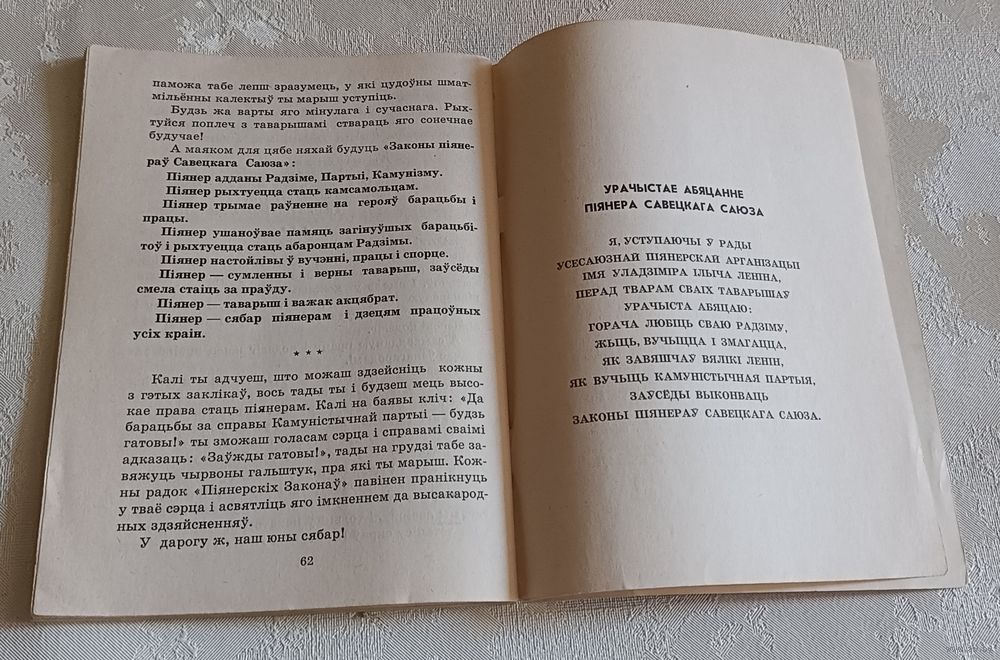 паможа табе лепш зразумець, у які цудоўны шмат-
мільённы калектыў ты марыш уступіць.
Будзь жа варты яго мінулага і сучаснага. Рых-
туйся поплеч з таварышамі ствараць яго сонечнае
будучае!
А маяком для цябе няхай будуць «Законы піяне-
раў Савецкага Саюза»:
Піянер адданы Радзіме, Партыі, Камунізму.
Піянер рыхтуецца стаць камсамольцам.
Піянер трымае раўненне на герояў барацьбы і
працы.
Піянер ушаноўвае памяць загінуўшых барацьбі-
тоў і рыхтуецца стаць абаронцам Радзімы.
Піянер настойлівы ў вучэнні, працы і спорце.
Піянер — сумленны і верны таварыш, заўсёды
смела стаіць за праўду.
Піянер — таварыш і важак акцябрат.
Піянер — сябар піянерам і дзецям працоўных
усіх краін.
* * *
Калі ты адчуеш, што можаш здзейсніць кожны
з гэтых заклікаў, вось тады ты і будзеш мець высо-
кае права стаць піянерам. Калі на баявы кліч: «Да
барацьбы за справы Камуністычнай партыі — будзь
гатовы!» ты зможаш голасам сэрца і справамі сваімі
адказаць: «Заўжды гатовы!», тады на грудзі табе за-
вяжуць чырвоны гальштук, пра які ты марыш. Кож-
ны радок «Піянерскіх Законаў» павінен пранікнуць
у тваё сэрца і асвятліць яго імкненнем да высакарод-
ных здзяйсненняў.
У дарогу ж, наш юны сябар!
62
УРАЧЫСТАЕ АБЯЦАННЕ
ПІЯНЕРА САВЕЦКАГА САЮЗА
Я, УСТУПАЮЧЫ Ў РАДЫ
УСЕСАЮЗНАЙ ПІЯНЕРСКАЙ АРГАНІЗАЦЫІ
ІМЯ УЛАДЗІМІРА ІЛЬІЧА ЛЕНІНА,
ПЕРАД ТВАРАМ СВАІХ ТАВАРЫШАЎ
УРАЧЫСТА АБЯЦАЮ:
ГОРАЧА ЛЮБІЦЬ СВАЮ РАДЗІМУ,
ЖЫЦЬ, ВУЧЫЦЦА І ЗМАГАЦЦА,
ЯК ЗАВЯШЧАЎ ВЯЛІКІ ЛЕНІН,
ЯК ВУЧЫЦЬ КАМУНІСТЫЧНАЯ ПАРТЫЯ,
ЗАЎСЁДЫ ВЫКОНВАЦЬ
ЗАКОНЫ ПІЯНЕРАЎ САВЕЦКАГА САЮЗА.